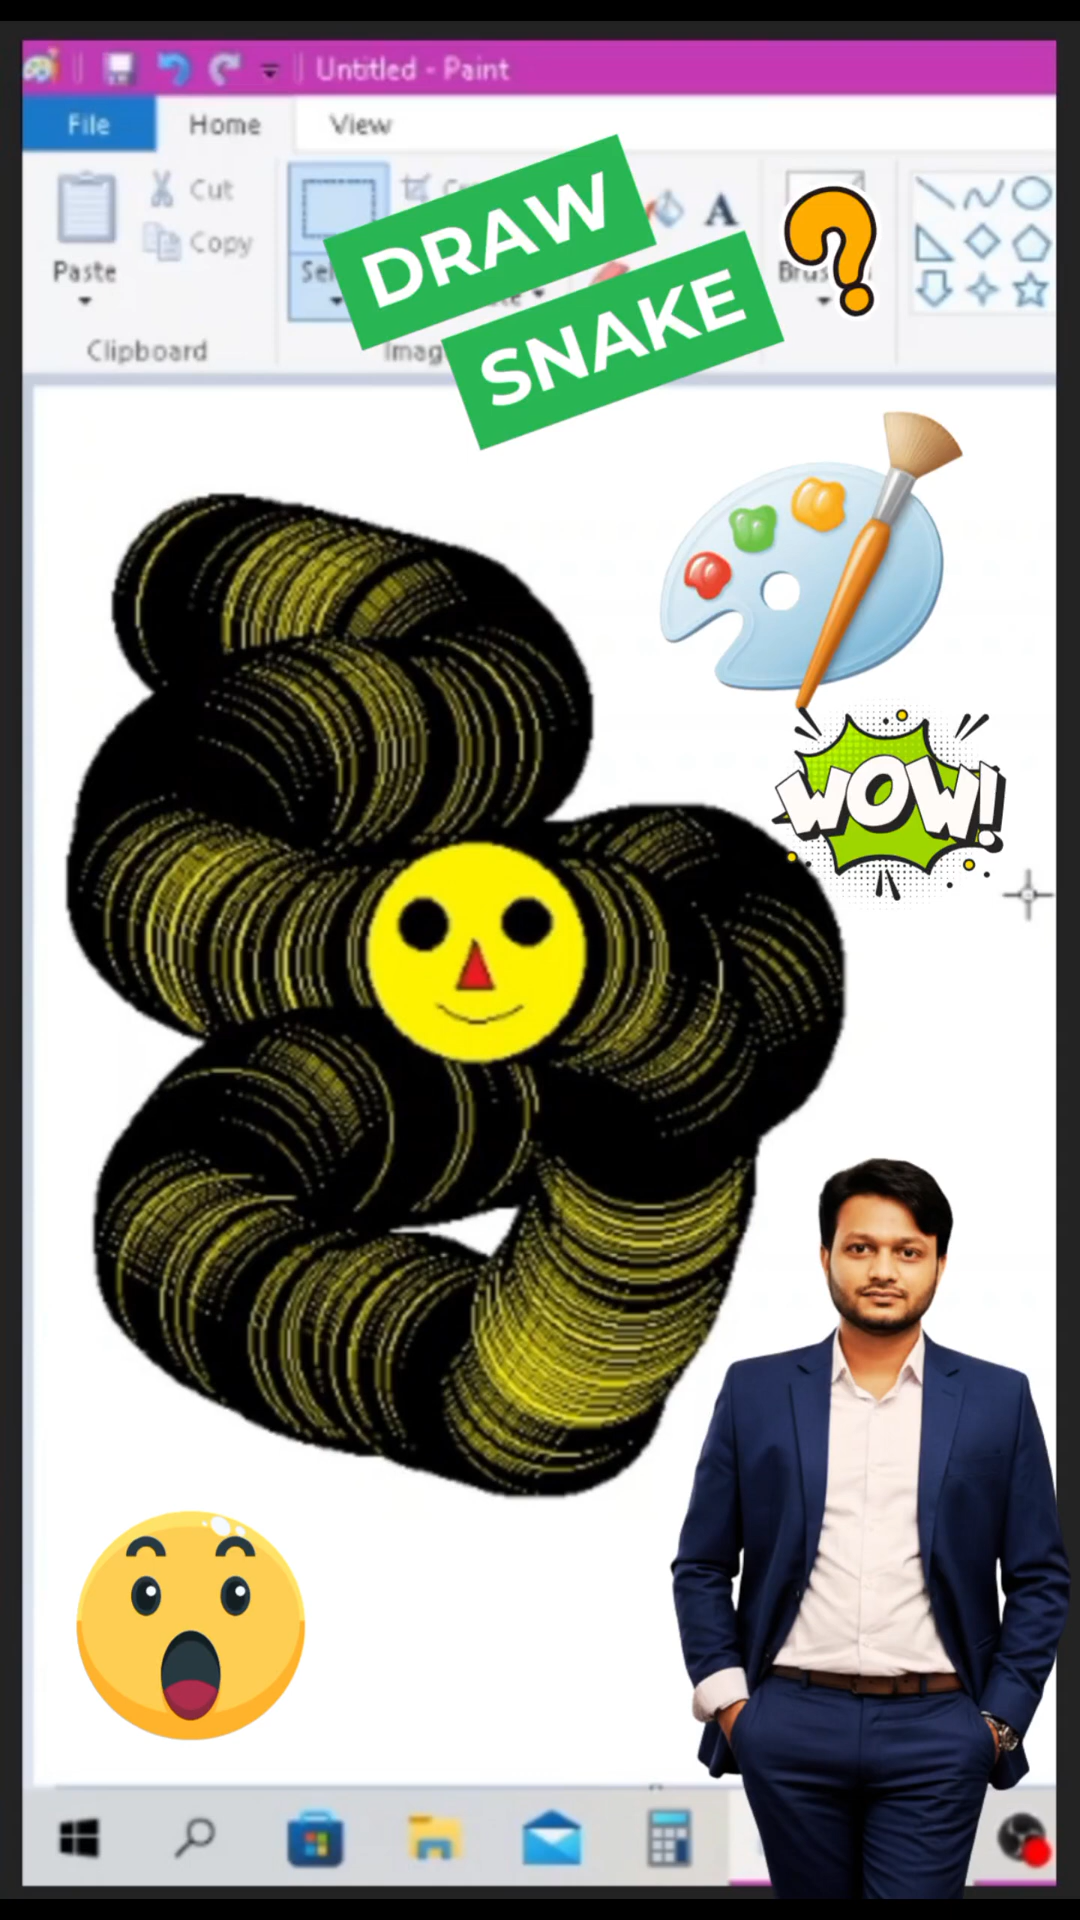 Untitled - Paint
File Home View
Cut
Copy
Paste
Clipboard
A
DRAW
SNAKE
?
WOW!